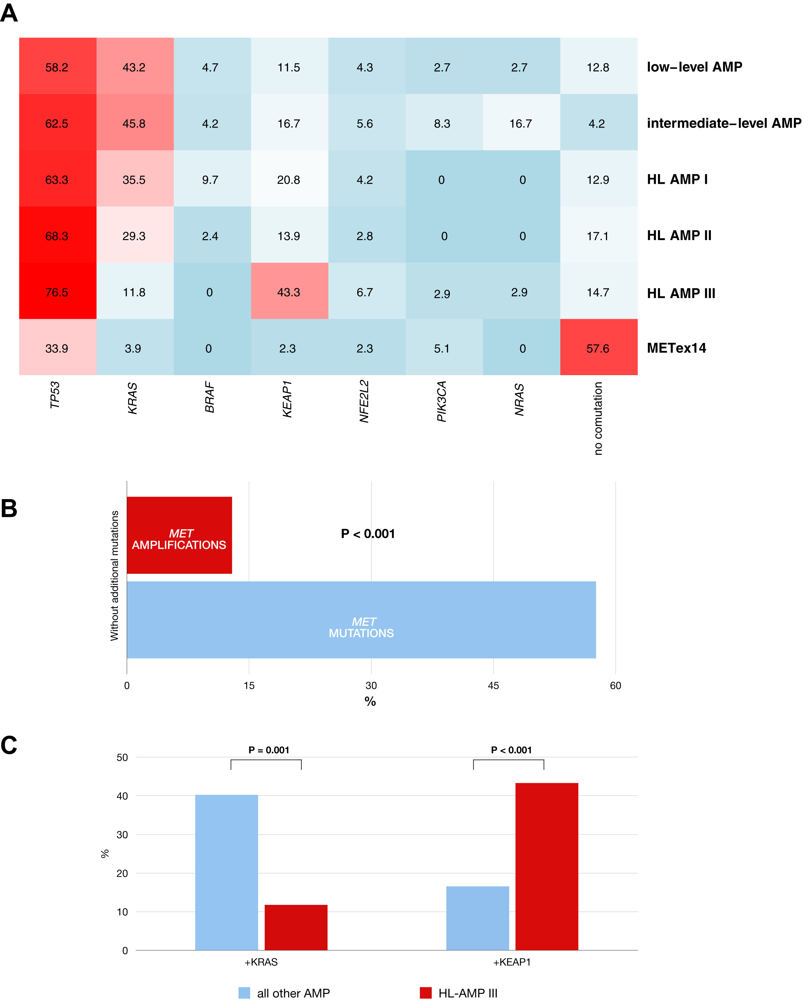 A
58.2 43.2 4.7 11.5 4.3 2.7 2.7 12.8 low–level AMP
62.5 45.8 4.2 16.7 5.6 8.3 16.7 4.2 intermediate–level AMP
63.3 35.5 9.7 20.8 4.2 0 0 12.9 HL AMP I
68.3 29.3 2.4 13.9 2.8 0 0 17.1 HL AMP II
76.5 11.8 0 43.3 6.7 2.9 2.9 14.7 HL AMP III
33.9 3.9 0 2.3 2.3 5.1 0 57.6 METex14
TP53 KRAS BRAF KEAP1 NFE2L2 PIK3CA NRAS no comutation
B
Without additional mutations
MET
AMPLIFICATIONS
P < 0.001
MET
MUTATIONS
0 15 30 45 60
%
C
P = 0.001 P < 0.001
50
40
30
20
10
0
%
+KRAS +KEAP1
all other AMP HL-AMP III